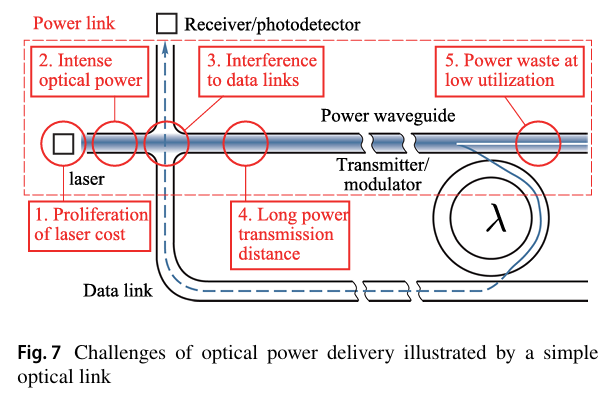 Power link
Receiver/photodetector
2. Intense
optical power
3. Interference
to data links
5. Power waste at
low utilization
Power waveguide
laser
Transmitter/
modulator
1. Proliferation
of laser cost
4. Long power
transmission
distance
λ
Data link
Fig. 7 Challenges of optical power delivery illustrated by a simple
optical link